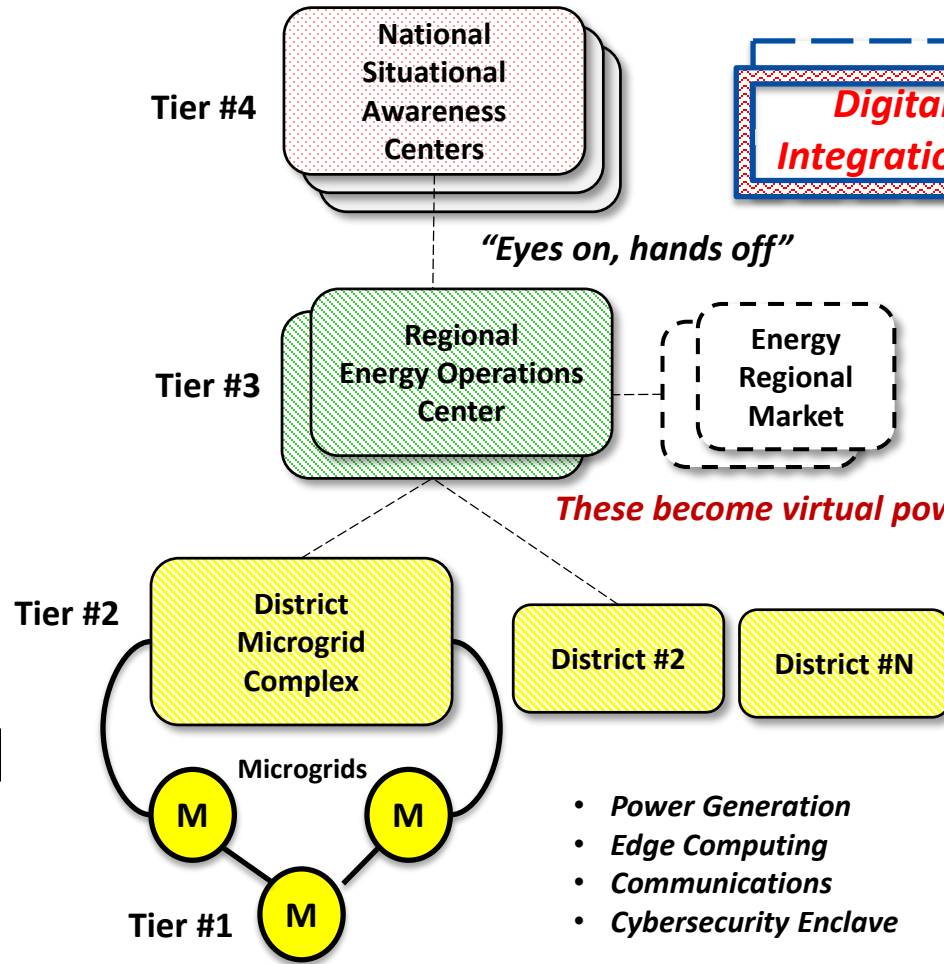 National
Situational
Awareness
Centers
Tier #4
Digital
Integratio
“Eyes on, hands off”
Regional
Energy Operations
Center
Tier #3
Energy
Regional
Market
These become virtual pow
Tier #2
District
Microgrid
Complex
District #2
District #N
Microgrids
M
M
M
Tier #1
• Power Generation
• Edge Computing
• Communications
• Cybersecurity Enclave